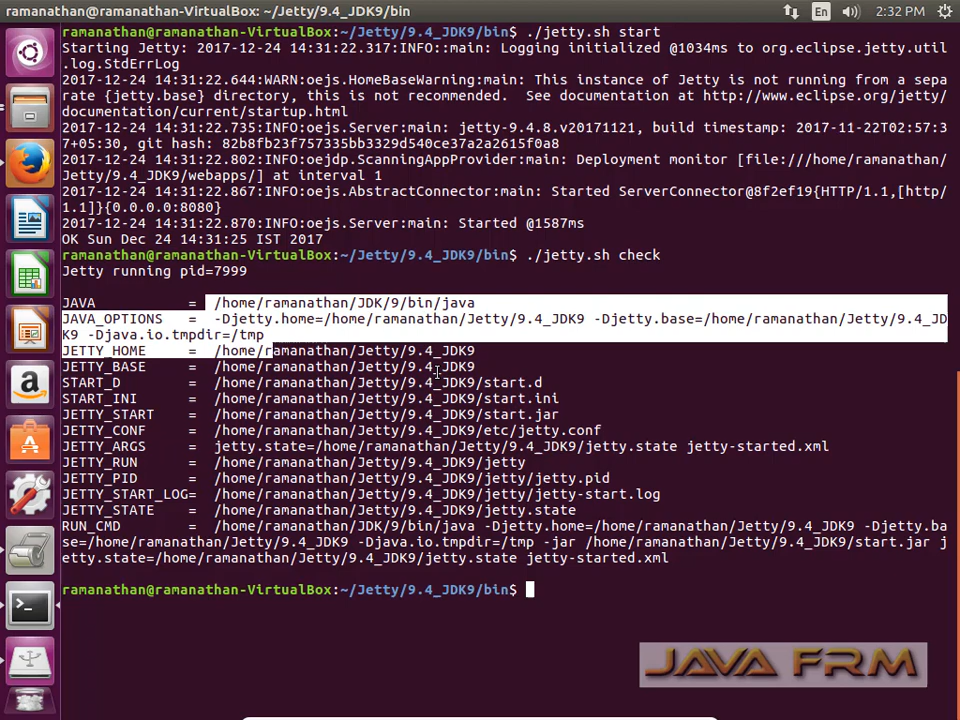 ramanathan@ramanathan-VirtualBox: ~/Jetty/9.4_JDK9/bin
En
2:32 PM
ramanathan@ramanathan-VirtualBox:~/Jetty/9.4_JDK9/bin$ ./jetty.sh start
Starting Jetty: 2017-12-24 14:31:22.317:INFO::main: Logging initialized @1034ms to org.eclipse.jetty.util
.log.StdErrLog
2017-12-24 14:31:22.644:WARN:oejs.HomeBaseWarning:main: This instance of Jetty is not running from a sepa
rate {jetty.base} directory, this is not recommended.  See documentation at http://www.eclipse.org/jetty/
documentation/current/startup.html
2017-12-24 14:31:22.735:INFO:oejs.Server:main: jetty-9.4.8.v20171121, build timestamp: 2017-11-22T02:57:3
7+05:30, git hash: 82b8fb23f757335bb3329d540ce37a2a2615f0a8
2017-12-24 14:31:22.802:INFO:oejdp.ScanningAppProvider:main: Deployment monitor [file:///home/ramanathan/
Jetty/9.4_JDK9/webapps/] at interval 1
2017-12-24 14:31:22.867:INFO:oejs.AbstractConnector:main: Started ServerConnector@8f2ef19{HTTP/1.1,[http/
1.1]}{0.0.0.0:8080}
2017-12-24 14:31:22.870:INFO:oejs.Server:main: Started @1587ms
OK Sun Dec 24 14:31:25 IST 2017
ramanathan@ramanathan-VirtualBox:~/Jetty/9.4_JDK9/bin$ ./jetty.sh check
Jetty running pid=7999
JAVA           =  /home/ramanathan/JDK/9/bin/java
JAVA_OPTIONS   =  -Djetty.home=/home/ramanathan/Jetty/9.4_JDK9 -Djetty.base=/home/ramanathan/Jetty/9.4_JD
K9 -Djava.io.tmpdir=/tmp
JETTY_HOME     =  /home/ramanathan/Jetty/9.4_JDK9
JETTY_BASE     =  /home/ramanathan/Jetty/9.4_JDK9
START_D        =  /home/ramanathan/Jetty/9.4_JDK9/start.d
START_INI      =  /home/ramanathan/Jetty/9.4_JDK9/start.ini
JETTY_START    =  /home/ramanathan/Jetty/9.4_JDK9/start.jar
JETTY_CONF     =  /home/ramanathan/Jetty/9.4_JDK9/etc/jetty.conf
JETTY_ARGS     =  jetty.state=/home/ramanathan/Jetty/9.4_JDK9/jetty.state jetty-started.xml
JETTY_RUN      =  /home/ramanathan/Jetty/9.4_JDK9/jetty
JETTY_PID      =  /home/ramanathan/Jetty/9.4_JDK9/jetty/jetty.pid
JETTY_START_LOG=  /home/ramanathan/Jetty/9.4_JDK9/jetty/jetty-start.log
JETTY_STATE    =  /home/ramanathan/Jetty/9.4_JDK9/jetty.state
RUN_CMD        =  /home/ramanathan/JDK/9/bin/java -Djetty.home=/home/ramanathan/Jetty/9.4_JDK9 -Djetty.ba
se=/home/ramanathan/Jetty/9.4_JDK9 -Djava.io.tmpdir=/tmp -jar /home/ramanathan/Jetty/9.4_JDK9/start.jar j
etty.state=/home/ramanathan/Jetty/9.4_JDK9/jetty.state jetty-started.xml
ramanathan@ramanathan-VirtualBox:~/Jetty/9.4_JDK9/bin$
JAVA FRM